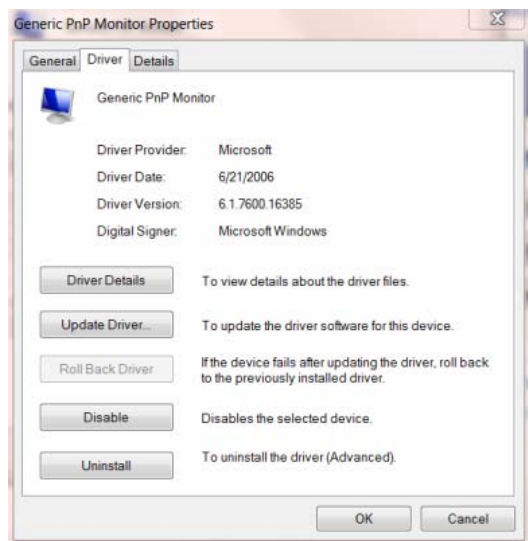 Generic PnP Monitor Properties
General Driver Details
Generic PnP Monitor
Driver Provider: Microsoft
Driver Date: 6/21/2006
Driver Version: 6.1.7600.16385
Digital Signer: Microsoft Windows
Driver Details To view details about the driver files.
Update Driver... To update the driver software for this device.
Roll Back Driver If the device fails after updating the driver, roll back
to the previously installed driver.
Disable Disables the selected device.
Uninstall To uninstall the driver (Advanced).
OK Cancel